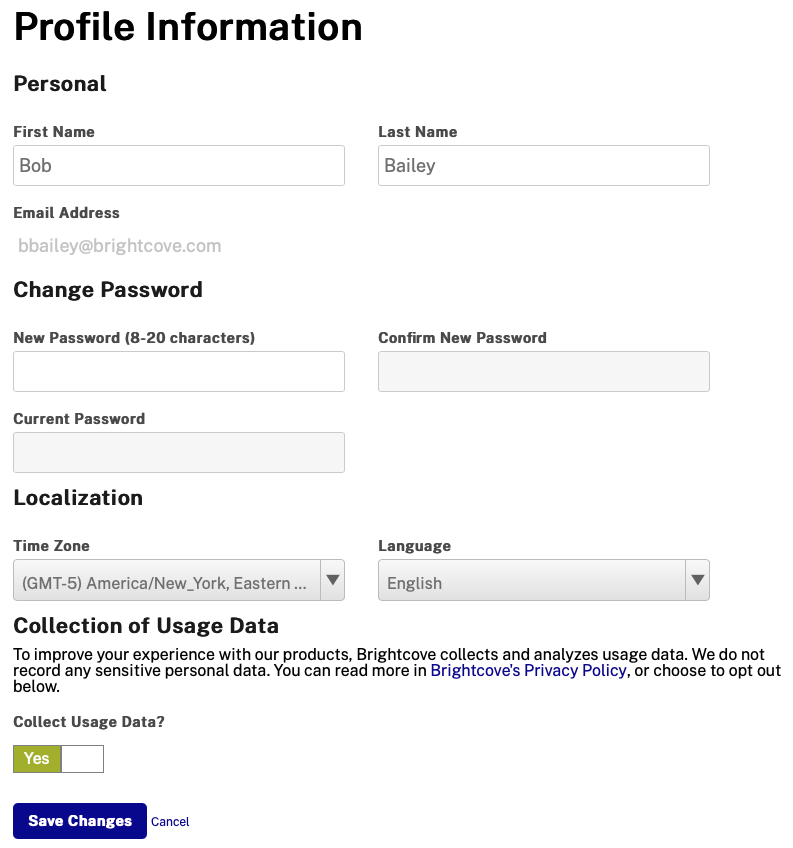 Profile Information
Personal
First Name
Last Name
Bob
Bailey
Email Address
bbailey@brightcove.com
Change Password
New Password (8-20 characters)
Confirm New Password
Current Password
Localization
Time Zone
Language
(GMT-5) America/New_York, Eastern ...
English
Collection of Usage Data
To improve your experience with our products, Brightcove collects and analyzes usage data. We do not
record any sensitive personal data. You can read more in Brightcove's Privacy Policy, or choose to opt out
below.
Collect Usage Data?
Yes
Save Changes Cancel